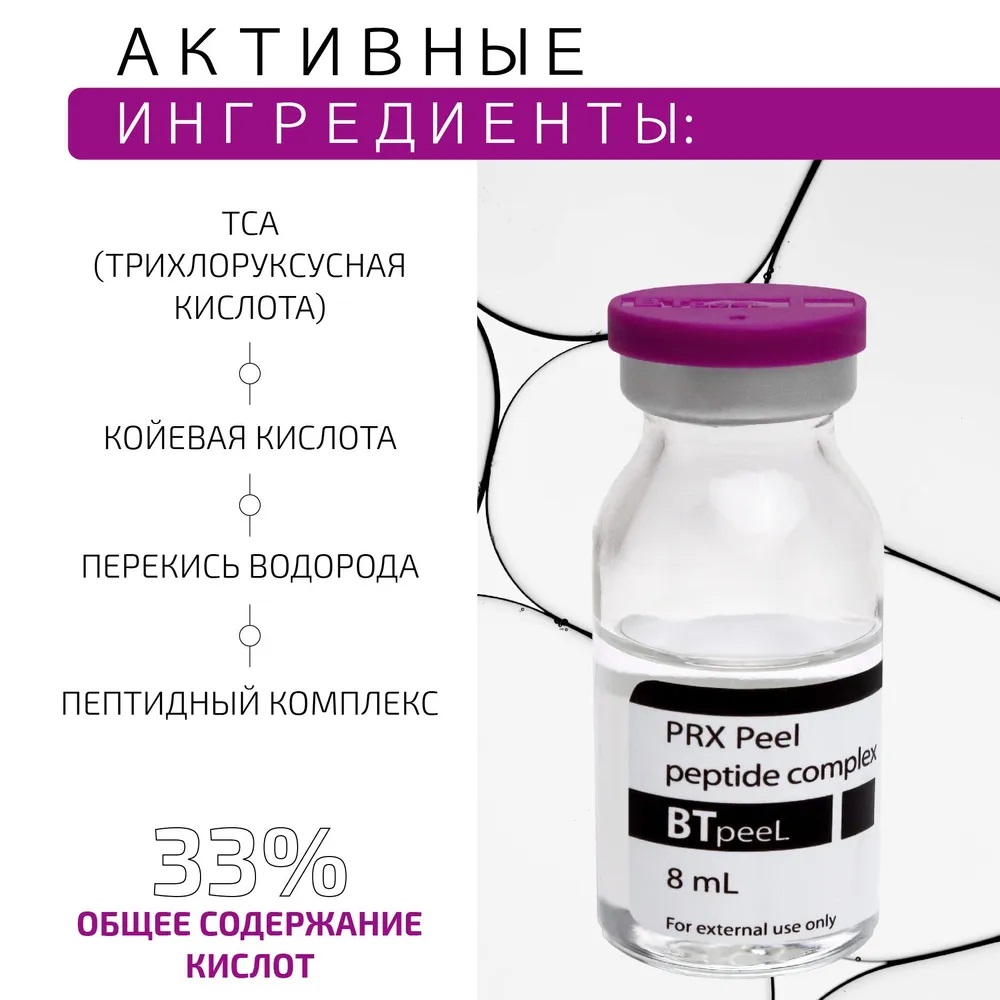 АКТИВНЫЕ
ИНГРЕДИЕНТЫ:
TCA
(ТРИХЛОРУКСУСНАЯ
КИСЛОТА)
КОЙЕВАЯ КИСЛОТА
ПЕРЕКИСЬ ВОДОРОДА
ПЕПТИДНЫЙ КОМПЛЕКС
33%
ОБЩЕЕ СОДЕРЖАНИЕ
КИСЛОТ
PRX Peel
peptide complex
BTpeeL
8 mL
For external use only